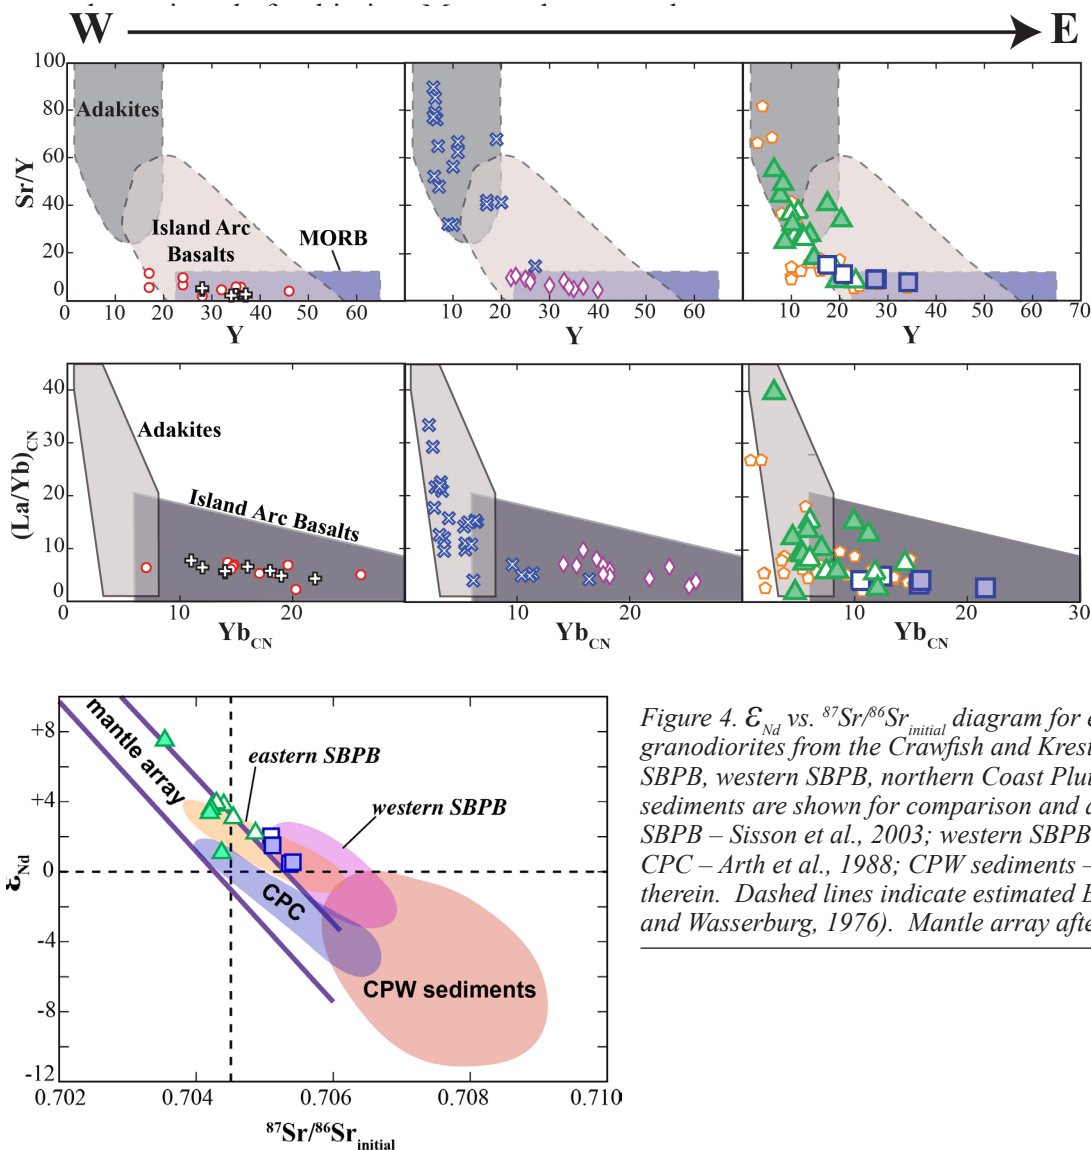 W E
100
80
60
40
20
0
Sr/Y
Adakites
Island Arc
Basalts
MORB
10 20 30 40 50 60
Y
10 20 30 40 50 60
Y
10 20 30 40 50 60 70
Y
40
30
20
10
0
(La/Yb)CN
Adakites
Island Arc Basalts
0 10 20
YbCN
10 20
YbCN
10 20 30
YbCN
+8
+4
0
-4
-8
-12
εNd
mantle array
eastern SBPB
western SBPB
CPC
CPW sediments
0.702 0.704 0.706 0.708 0.710
87Sr/86Srinitial
Figure 4. εNd vs. 87Sr/86Srinitial diagram for
granodiorites from the Crawfish and
SBPB, western SBPB, northern Coast
sediments are shown for comparison and
SBPB – Sisson et al., 2003; western SBPB
CPC – Arth et al., 1988; CPW sediments –
therein. Dashed lines indicate estimated
and Wasserburg, 1976). Mantle array